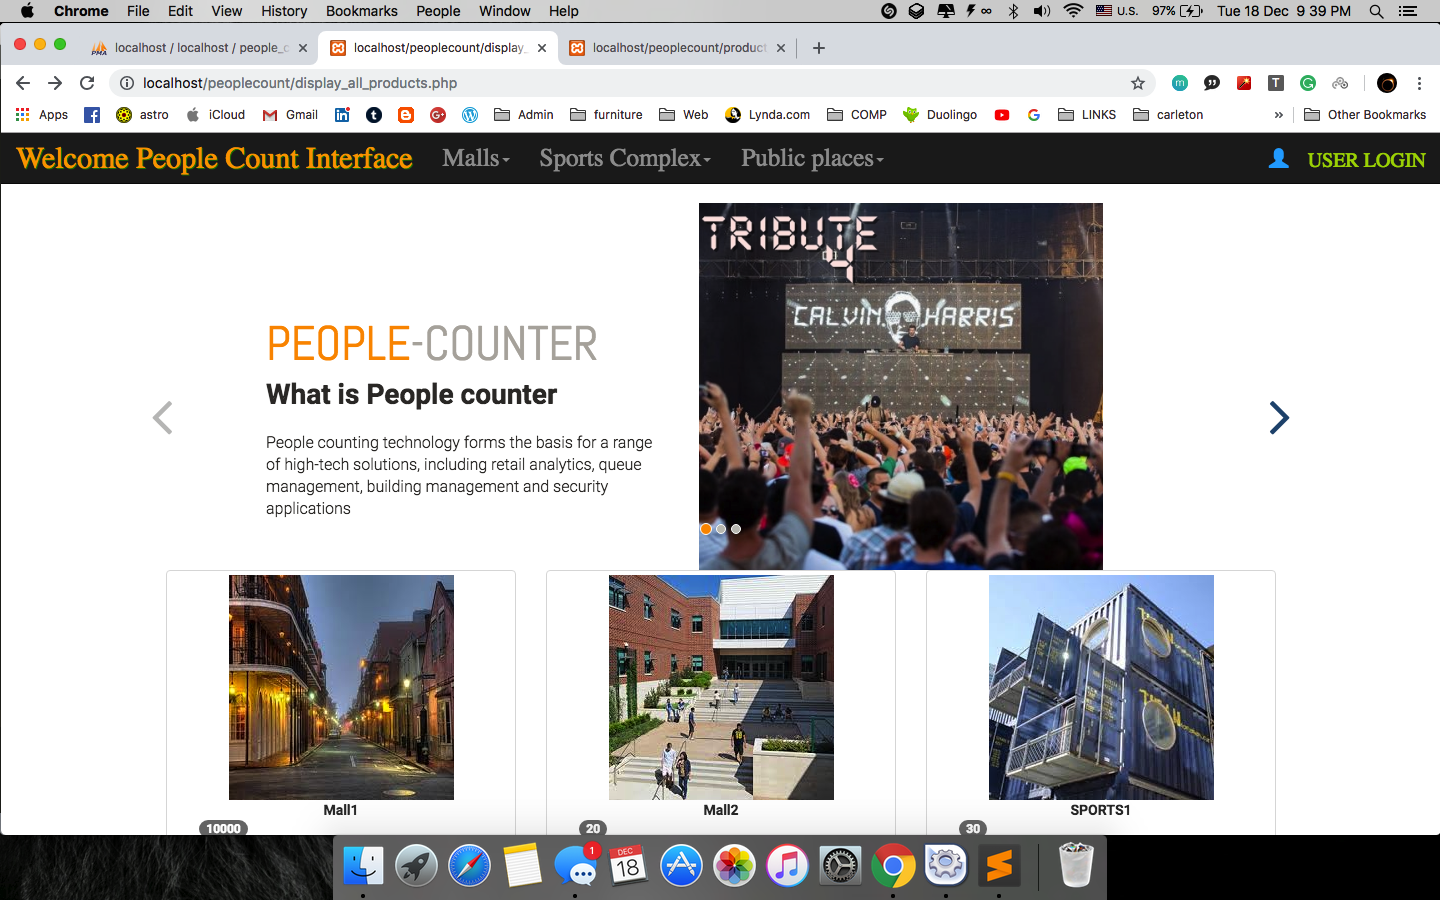 Chrome File Edit View History Bookmarks People Window Help U.S. 97% Tue 18 Dec 9 39 PM
localhost / localhost / people_c localhost/peoplecount/display_ localhost/peoplecount/product
localhost/peoplecount/display_all_products.php
Apps astro iCloud Gmail Admin furniture Web Lynda.com COMP Duolingo LINKS carleton » Other Bookmarks
Welcome People Count Interface Malls Sports Complex Public places USER LOGIN
TRIBUTE
4
CALVIN HARRIS
PEOPLE-COUNTER
What is People counter
People counting technology forms the basis for a range
of high-tech solutions, including retail analytics, queue
management, building management and security
applications
Mall1 Mall2 SPORTS1
10000 20 30
1
DEC
18